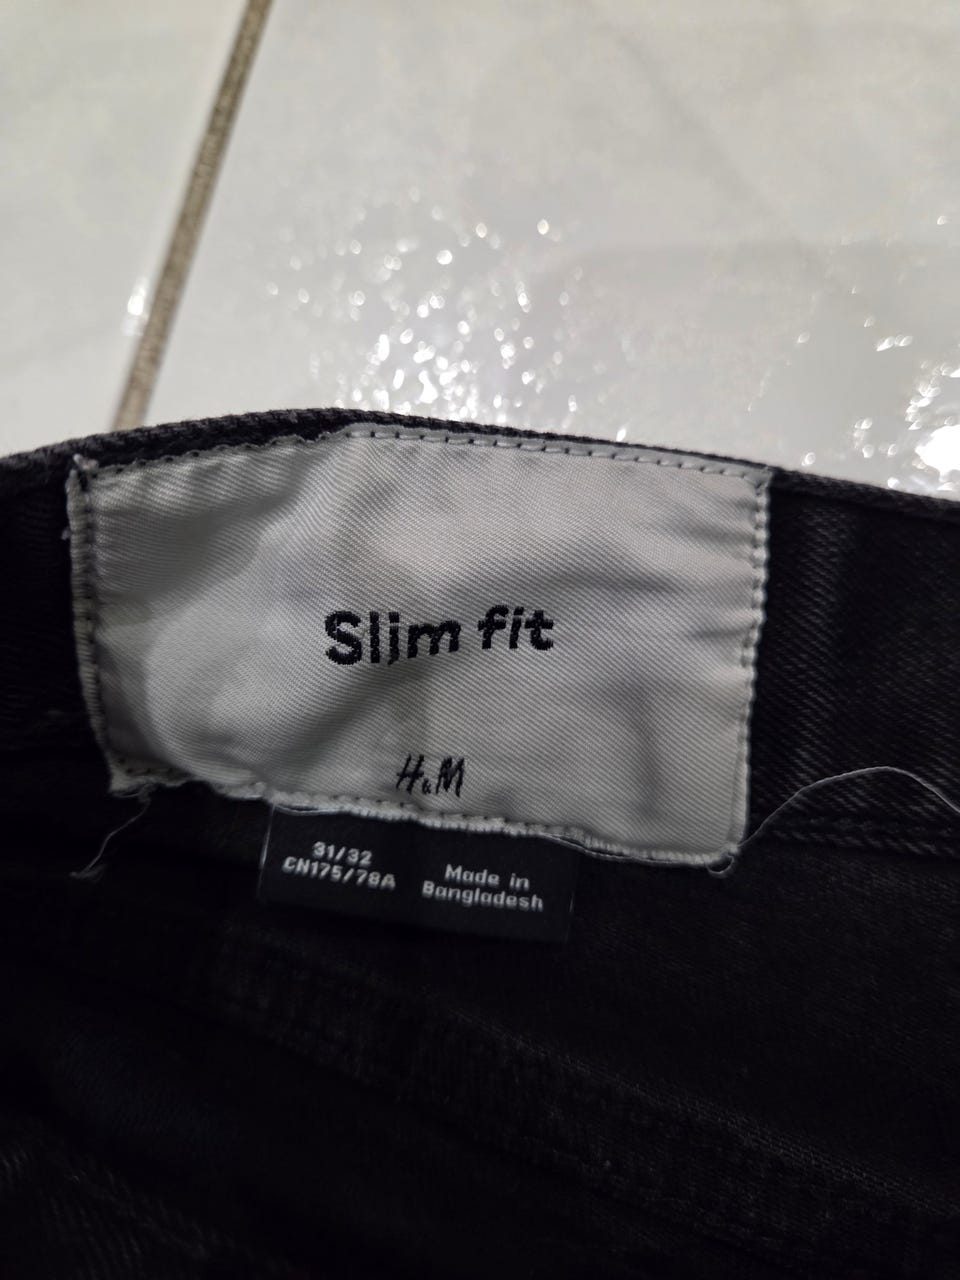 Slim fit
H&M
31/32
CN175/78A
Made in
Bangladesh